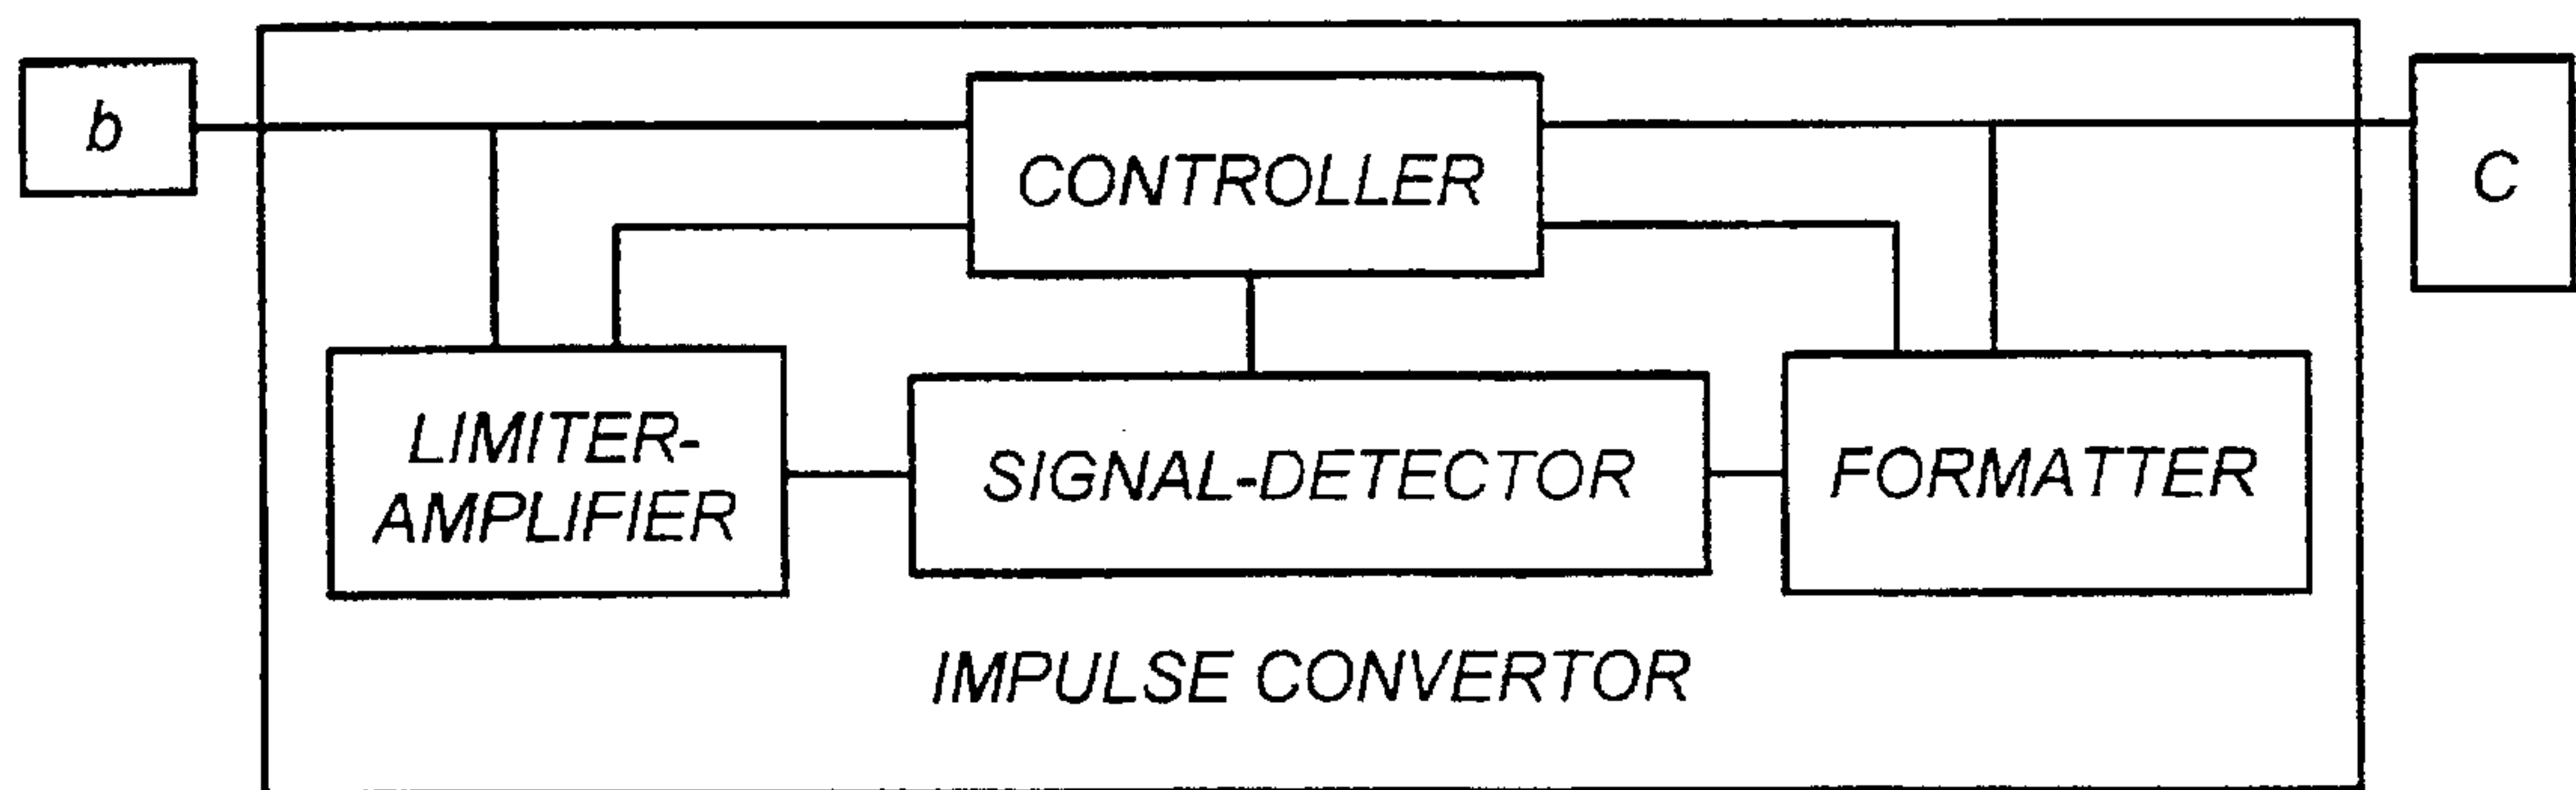 b
CONTROLLER
C
LIMITER-
AMPLIFIER
SIGNAL-DETECTOR
FORMATTER
IMPULSE CONVERTOR